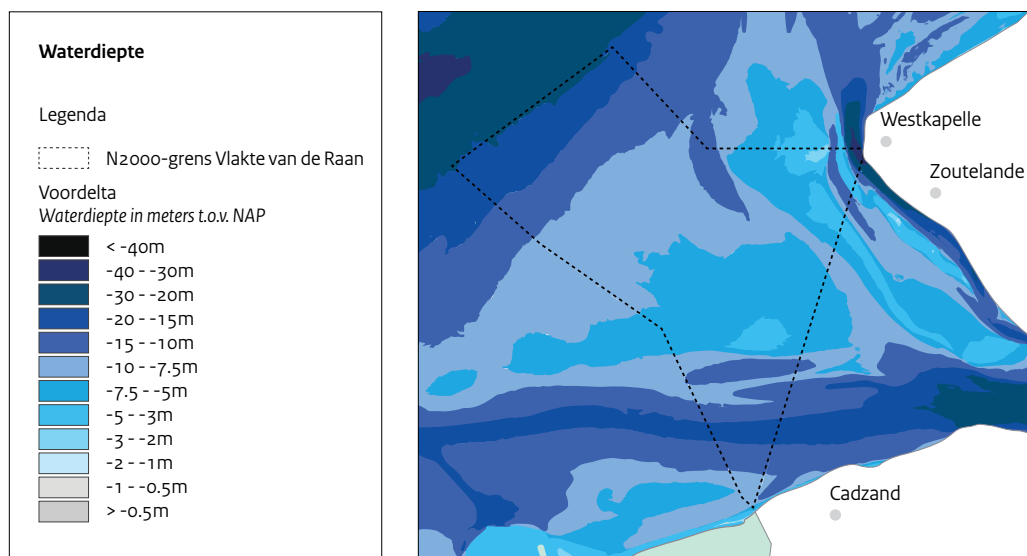 Waterdiepte
Legenda
N2000-grens Vlakte van de Raan
Voordelta
Waterdiepte in meters t.o.v. NAP
< -40m
-40 - -30m
-30 - -20m
-20 - -15m
-15 - -10m
-10 - -7.5m
-7.5 - -5m
-5 - -3m
-3 - -2m
-2 - -1m
-1 - -0.5m
> -0.5m
Westkapelle
Zoutelande
Cadzand